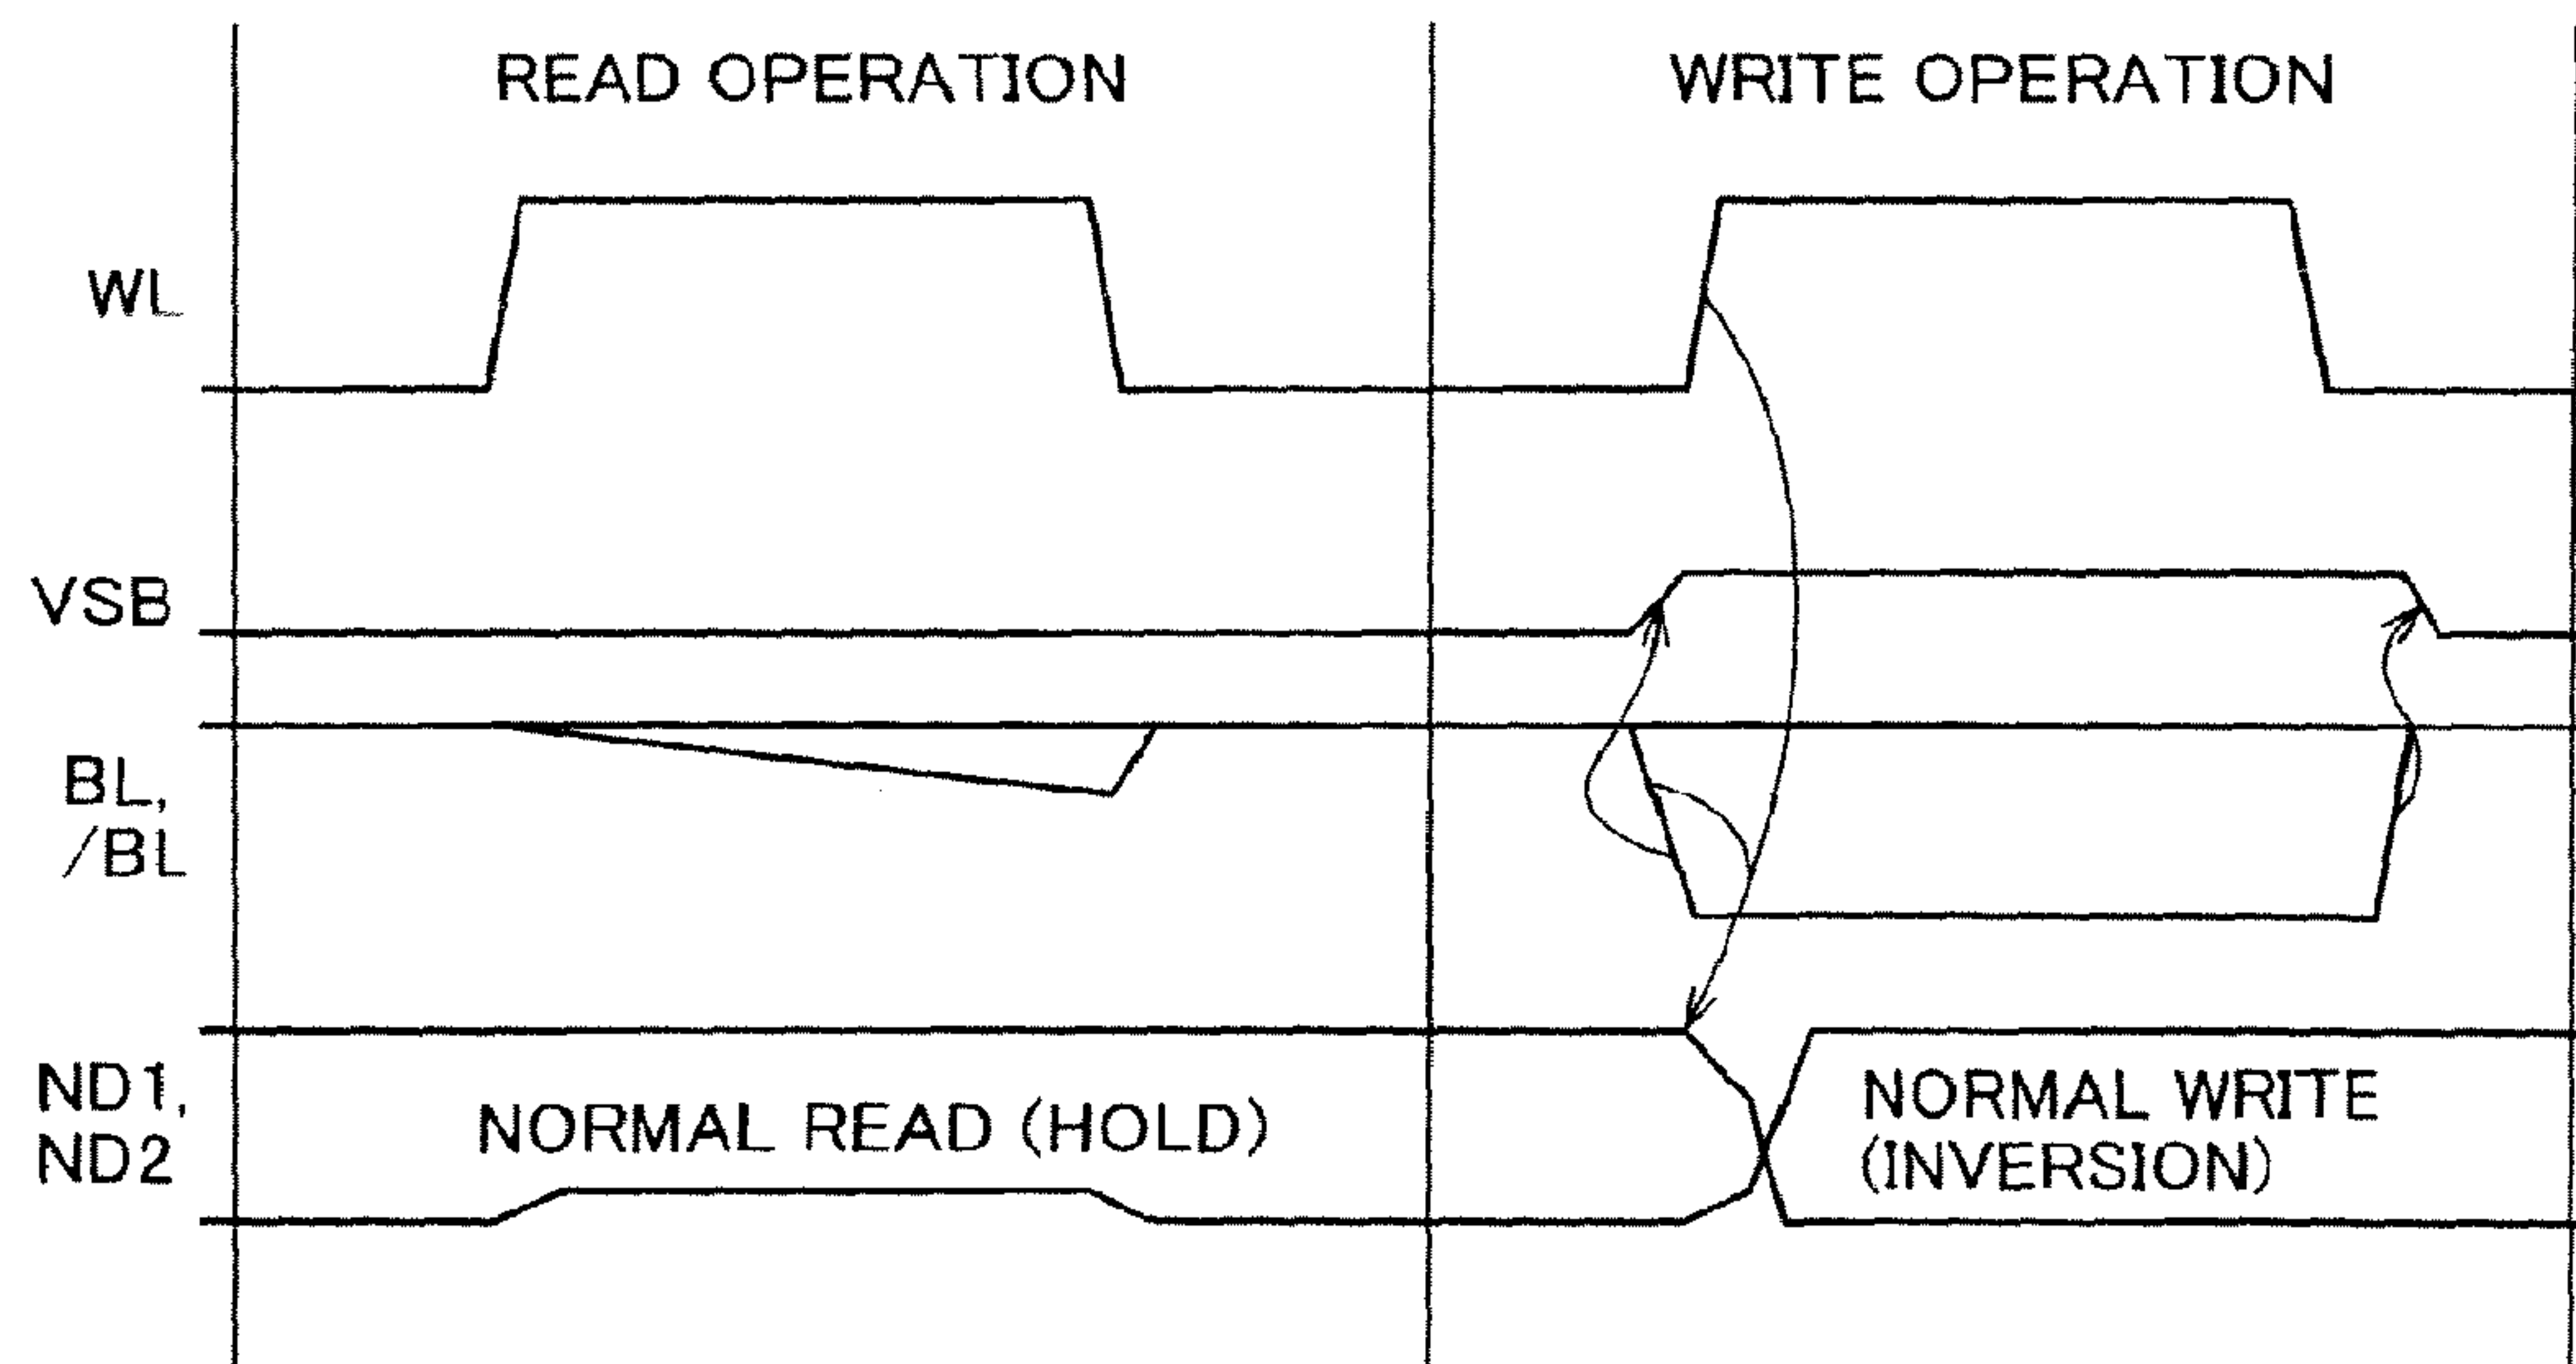 READ OPERATION
WRITE OPERATION
WL
VSB
BL,
/BL
ND1,
ND2
NORMAL READ (HOLD)
NORMAL WRITE
(INVERSION)